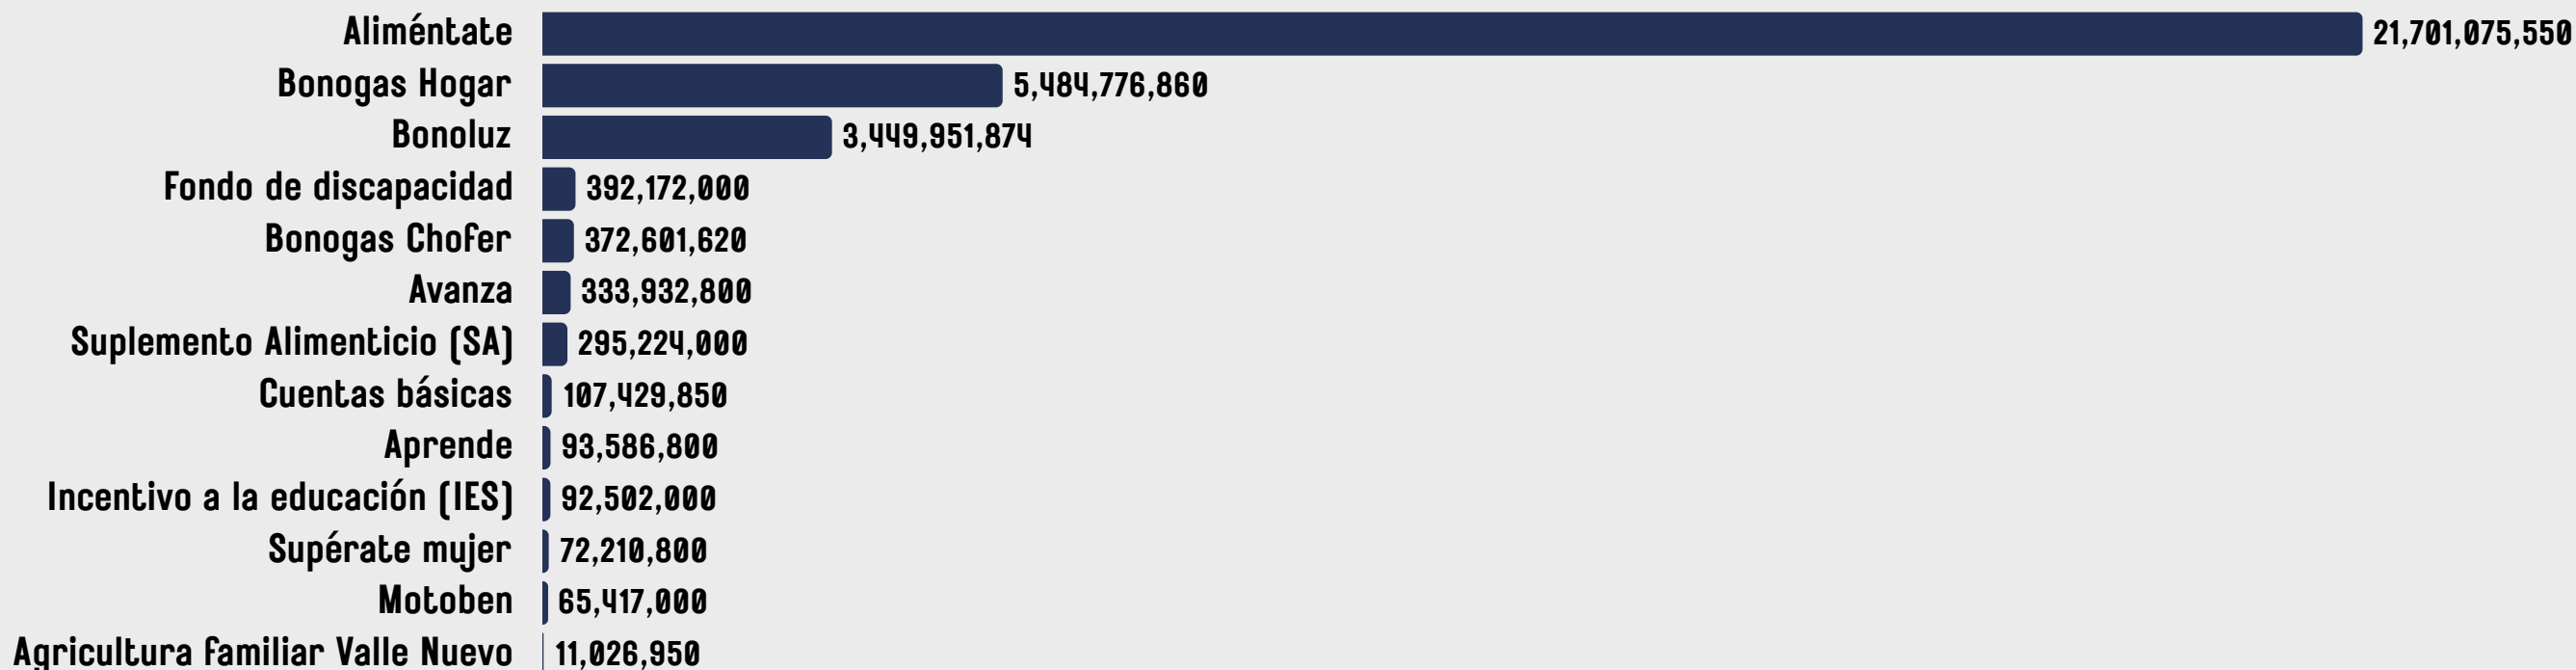 Aliméntate 21,701,075,550
Bonogas Hogar 5,484,776,860
Bonoluz 3,449,951,874
Fondo de discapacidad 392,172,000
Bonogas Chofer 372,601,620
Avanza 333,932,800
Suplemento Alimenticio (SA) 295,224,000
Cuentas básicas 107,429,850
Aprende 93,586,800
Incentivo a la educación (IES) 92,502,000
Supérate mujer 72,210,800
Motoben 65,417,000
Agricultura familiar Valle Nuevo 11,026,950